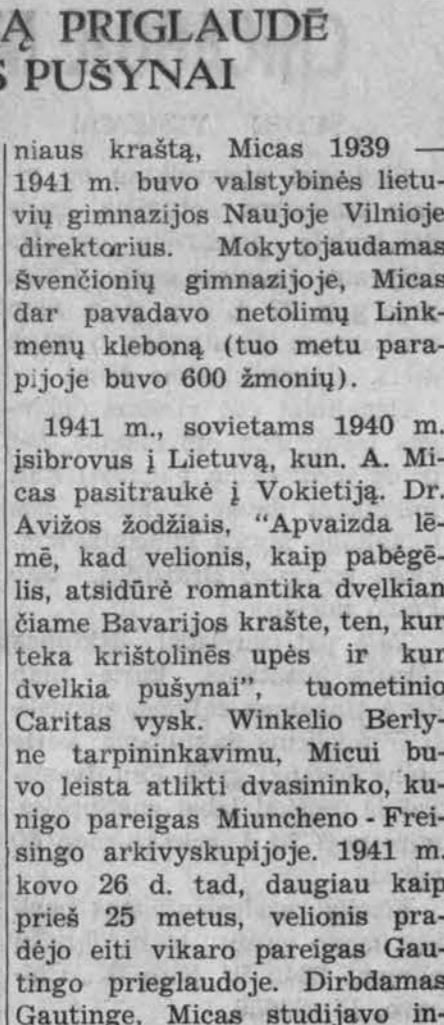 Ą PRIGLAUDĖ
S PUŠYNAI
niaus kraštą, Micas 1939 —
1941 m. buvo valstybinės lietu-
vių gimnazijos Naujoje Vilnioje
direktorius. Mokytojaudamas
Švenčionių gimnazijoje, Micas
dar pavadavo netolimų Link-
menų kleboną (tuo metu para-
pijoje buvo 600 žmonių).
1941 m., sovietams 1940 m.
įsibrovus į Lietuvą, kun. A. Mi-
cas pasitraukė į Vokietiją. Dr.
Avižos žodžiais, “Apvaizda lė-
mė, kad velionis, kaip pabėgė-
lis, atsidūrė romantika dvelkian
čiame Bavarijos krašte, ten, kur
teka krištolinēs upės ir kur
dvelkia pušynai”, tuometinio
Caritas vysk. Winkelio Berly-
ne tarpininkavimu, Micui bu-
vo leista atlikti dvasininko, ku-
nigo pareigas Miuncheno - Frei-
singo arkivyskupijoje. 1941 m.
kovo 26 d. tad, daugiau kaip
prieš 25 metus, velionis pra-
dėjo eiti vikaro pareigas Gau-
tingo prieglaudoje. Dirbdamas
Gautinge, Micas studijavo in-